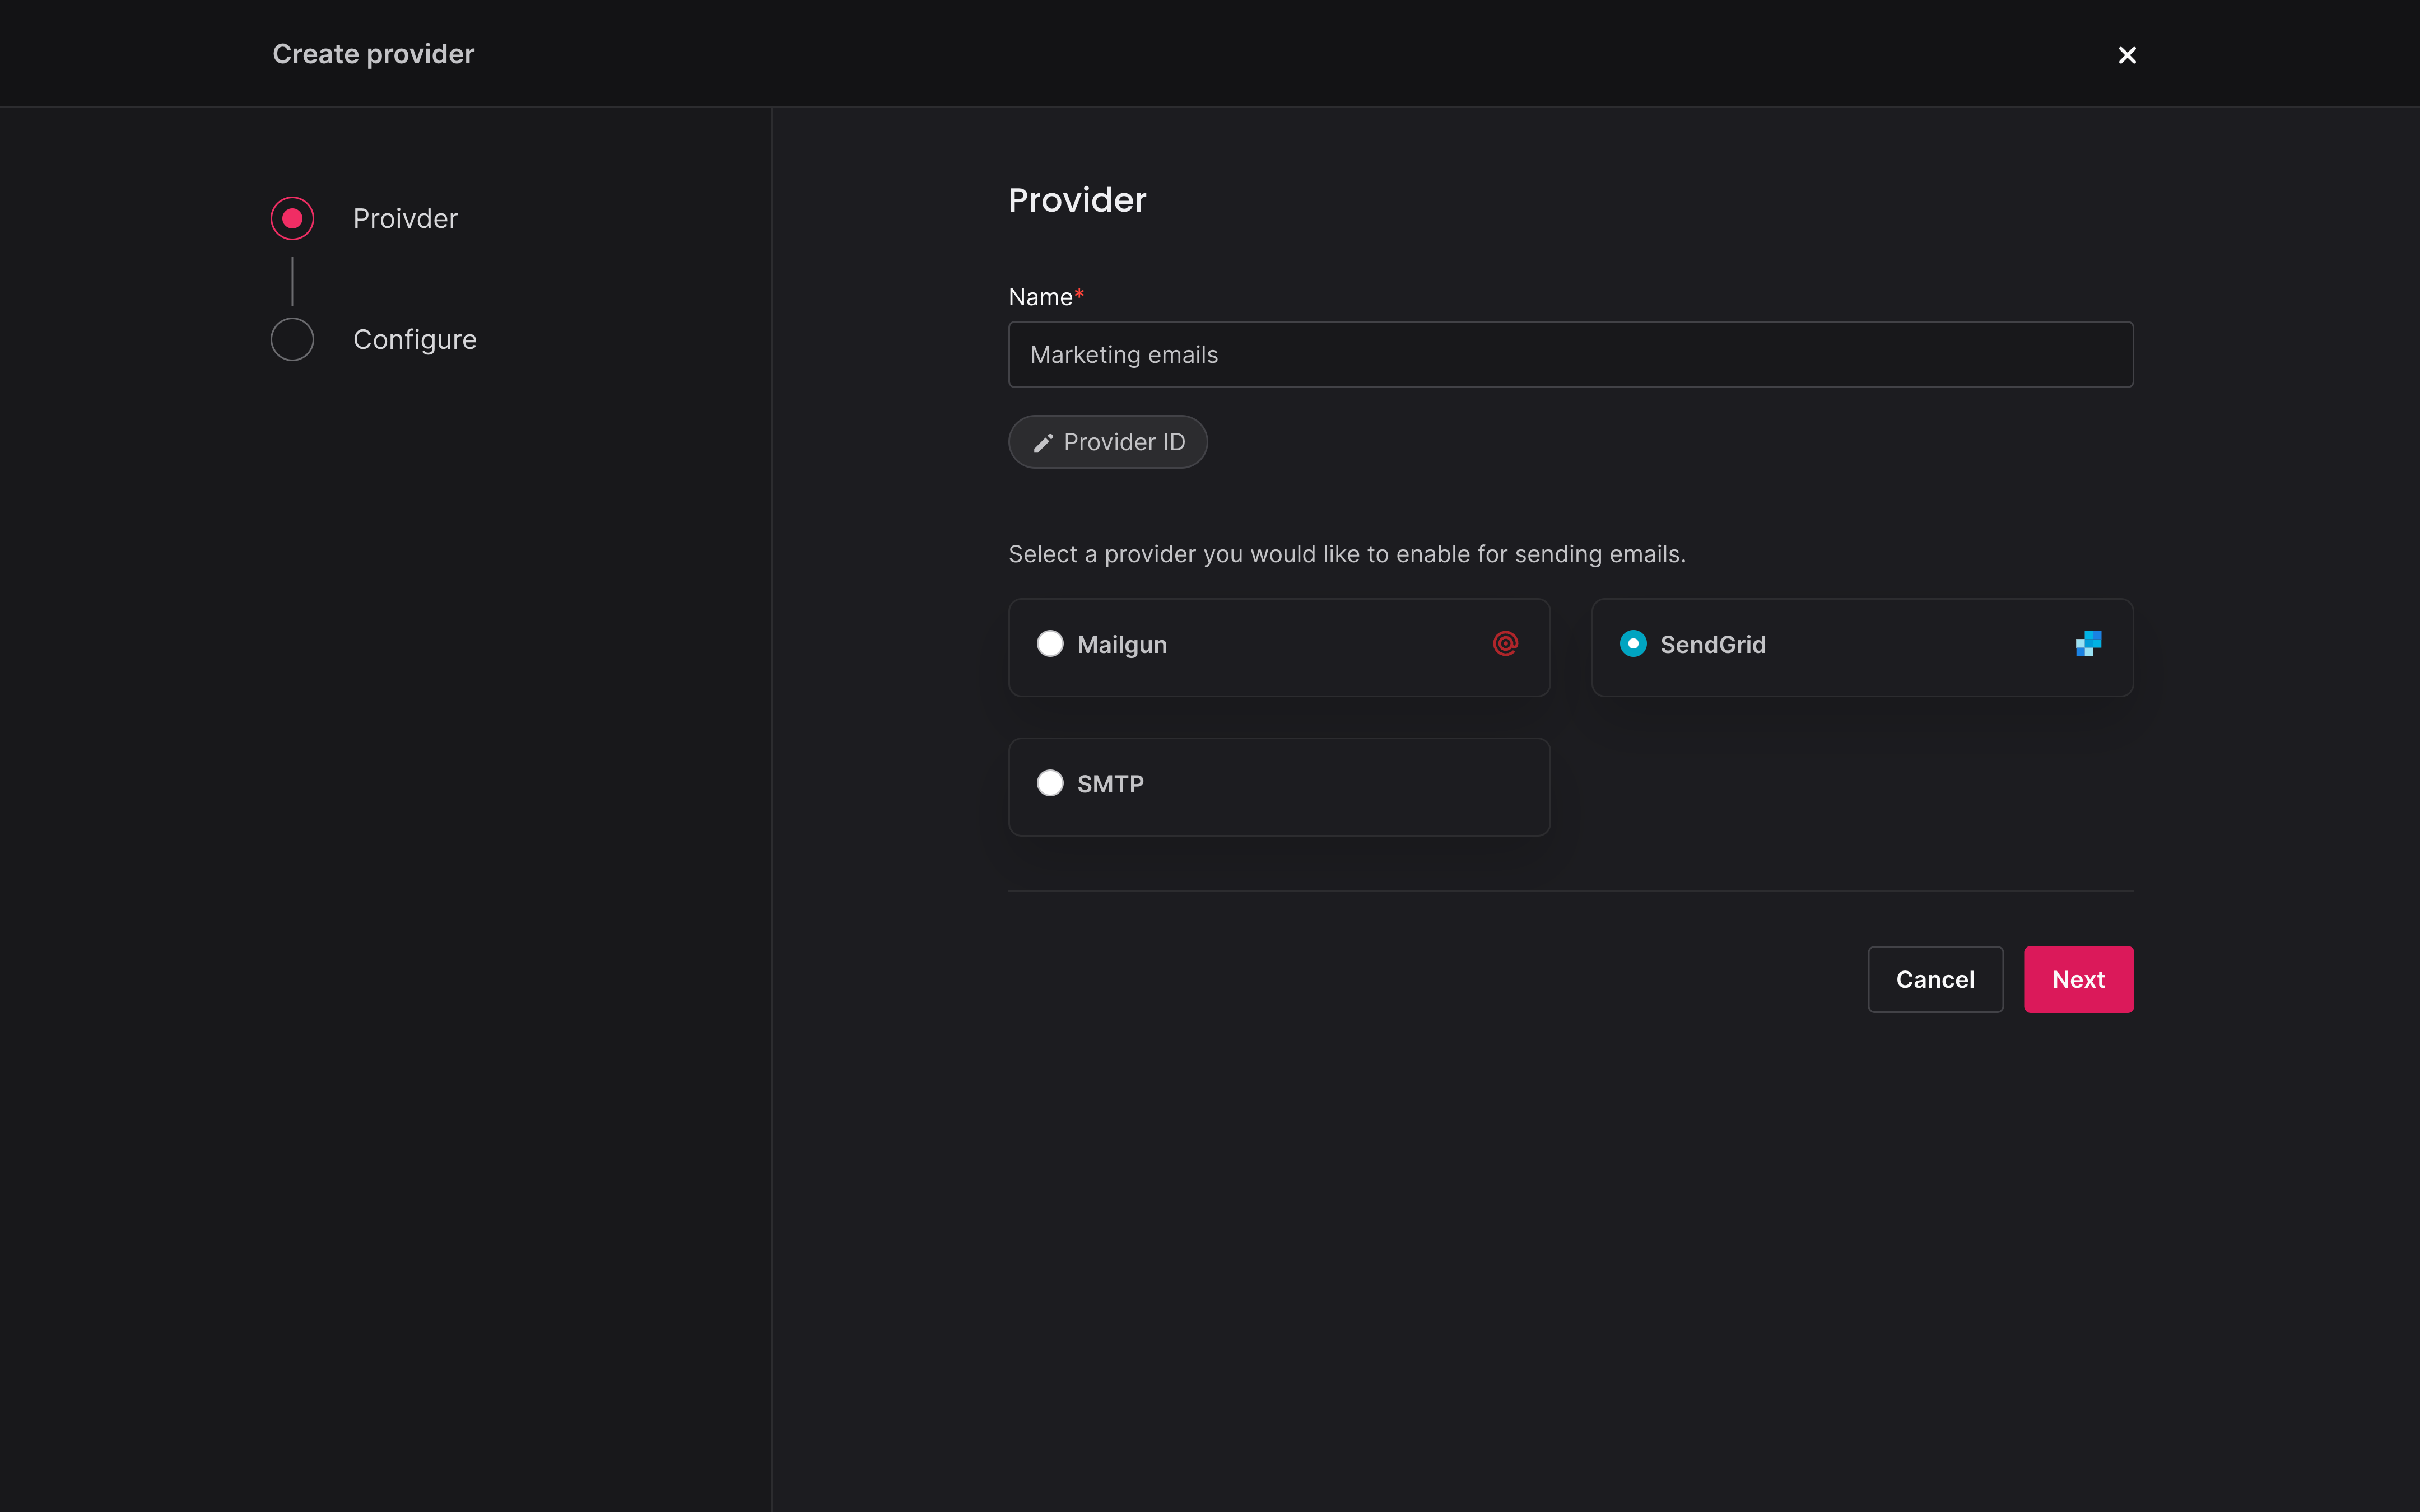 Create provider
Proivder
Configure
Provider
Name*
Marketing emails
Provider ID
Select a provider you would like to enable for sending emails.
Mailgun
SendGrid
SMTP
Cancel
Next